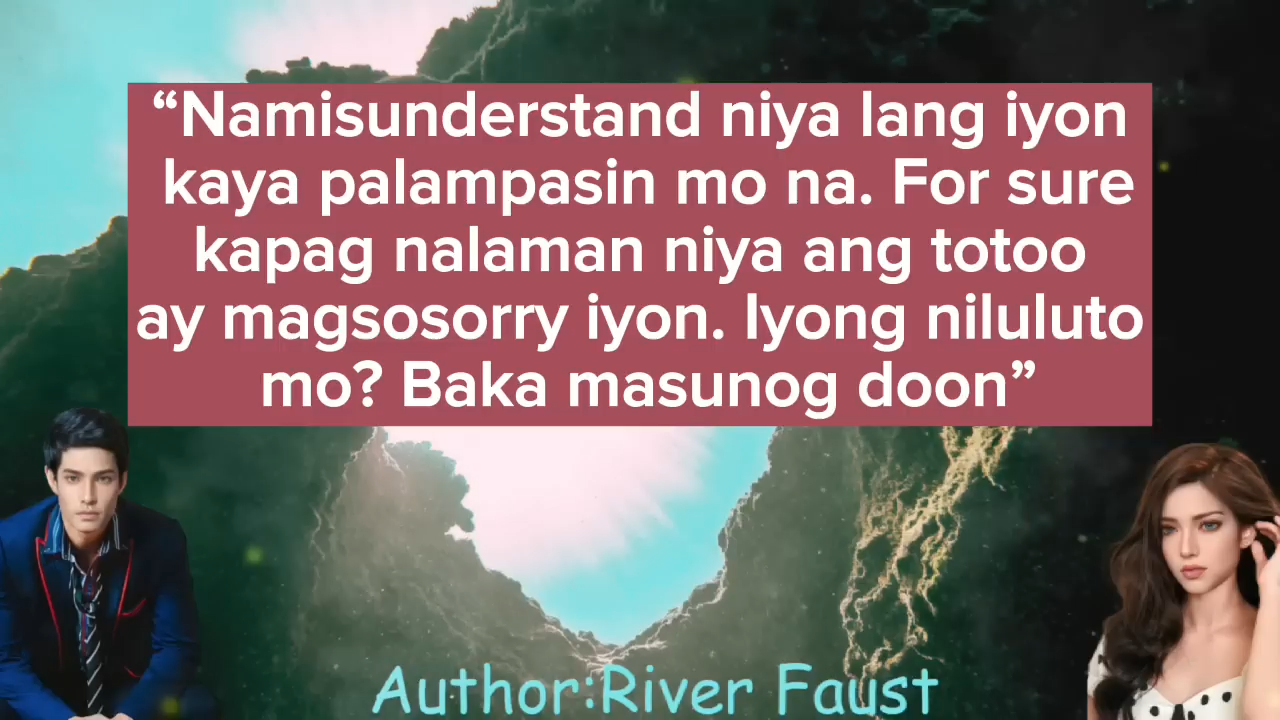 “Namisunderstand niya lang iyon
kaya palampasin mo na. For sure
kapag nalaman niya ang totoo
ay magsosorry iyon. Iyong niluluto
mo? Baka masunog doon”
Author:River Faust